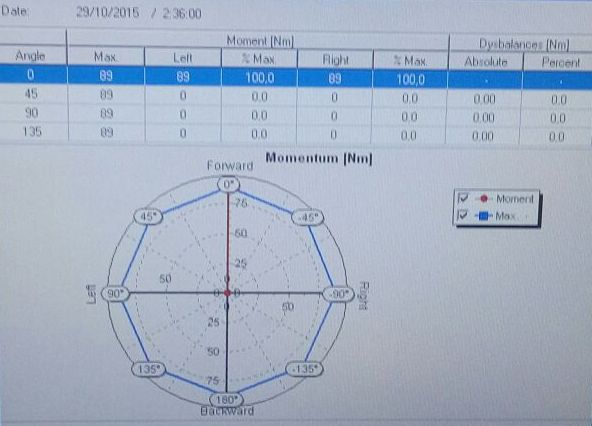 Date: 29/10/2015 / 2:36:00
Moment [Nm] Dysbalances [Nm]
Angle Max. Left % Max. Right % Max. Absolute Percent
0 89 89 100,0 89 100,0 . .
45 89 0 0.0 0 0.0 0.00 0.0
90 89 0 0.0 0 0.0 0.00 0.0
135 89 0 0.0 0 0.0 0.00 0.0
Momentum [Nm]
Forward
0°
75
45° -45°
50
25
50 0
Left 90° 0 0 -90° Right
0 50
25
50
135° -135°
75
180°
Backward
Moment
Max.